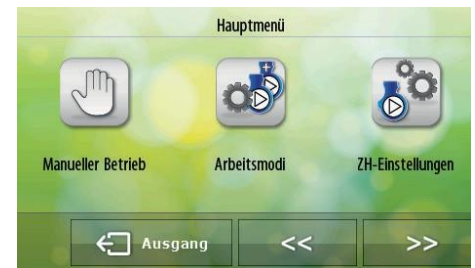 Hauptmenü
Manueller Betrieb Arbeitsmodi ZH-Einstellungen
Ausgang << >>